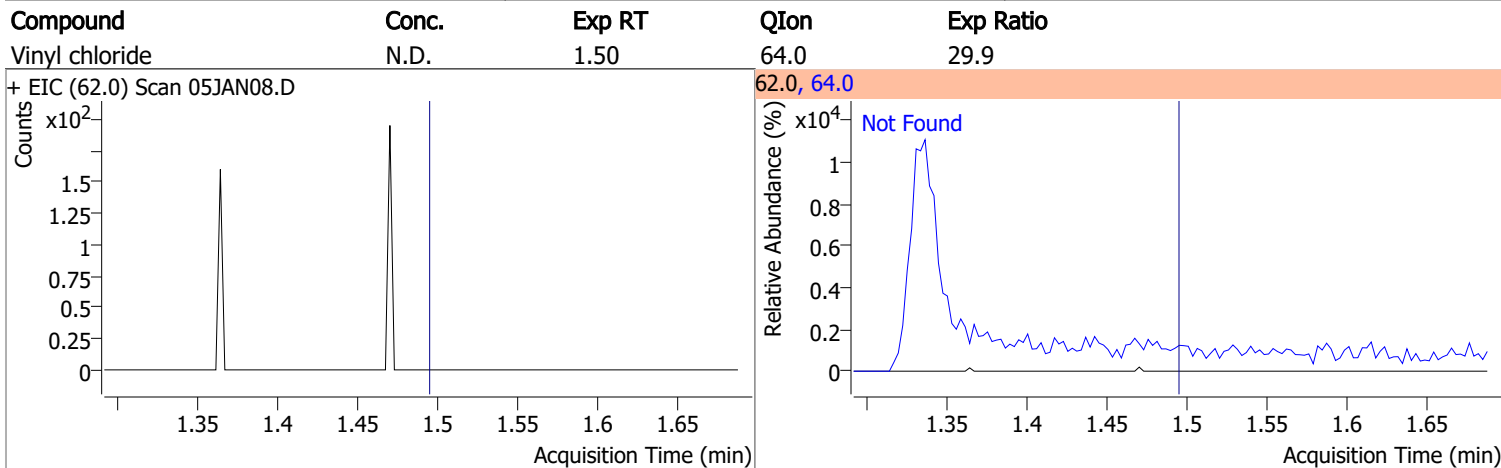 Compound Conc. Exp RT QIon Exp Ratio
Vinyl chloride N.D. 1.50 64.0 29.9
+ EIC (62.0) Scan 05JAN08.D
Counts
x10²
1.5
1.25
1
0.75
0.5
0.25
0
1.35 1.4 1.45 1.5 1.55 1.6 1.65
Acquisition Time (min)
62.0, 64.0
Relative Abundance (%)
x10⁴
Not Found
1
0.8
0.6
0.4
0.2
0
1.35 1.4 1.45 1.5 1.55 1.6 1.65
Acquisition Time (min)